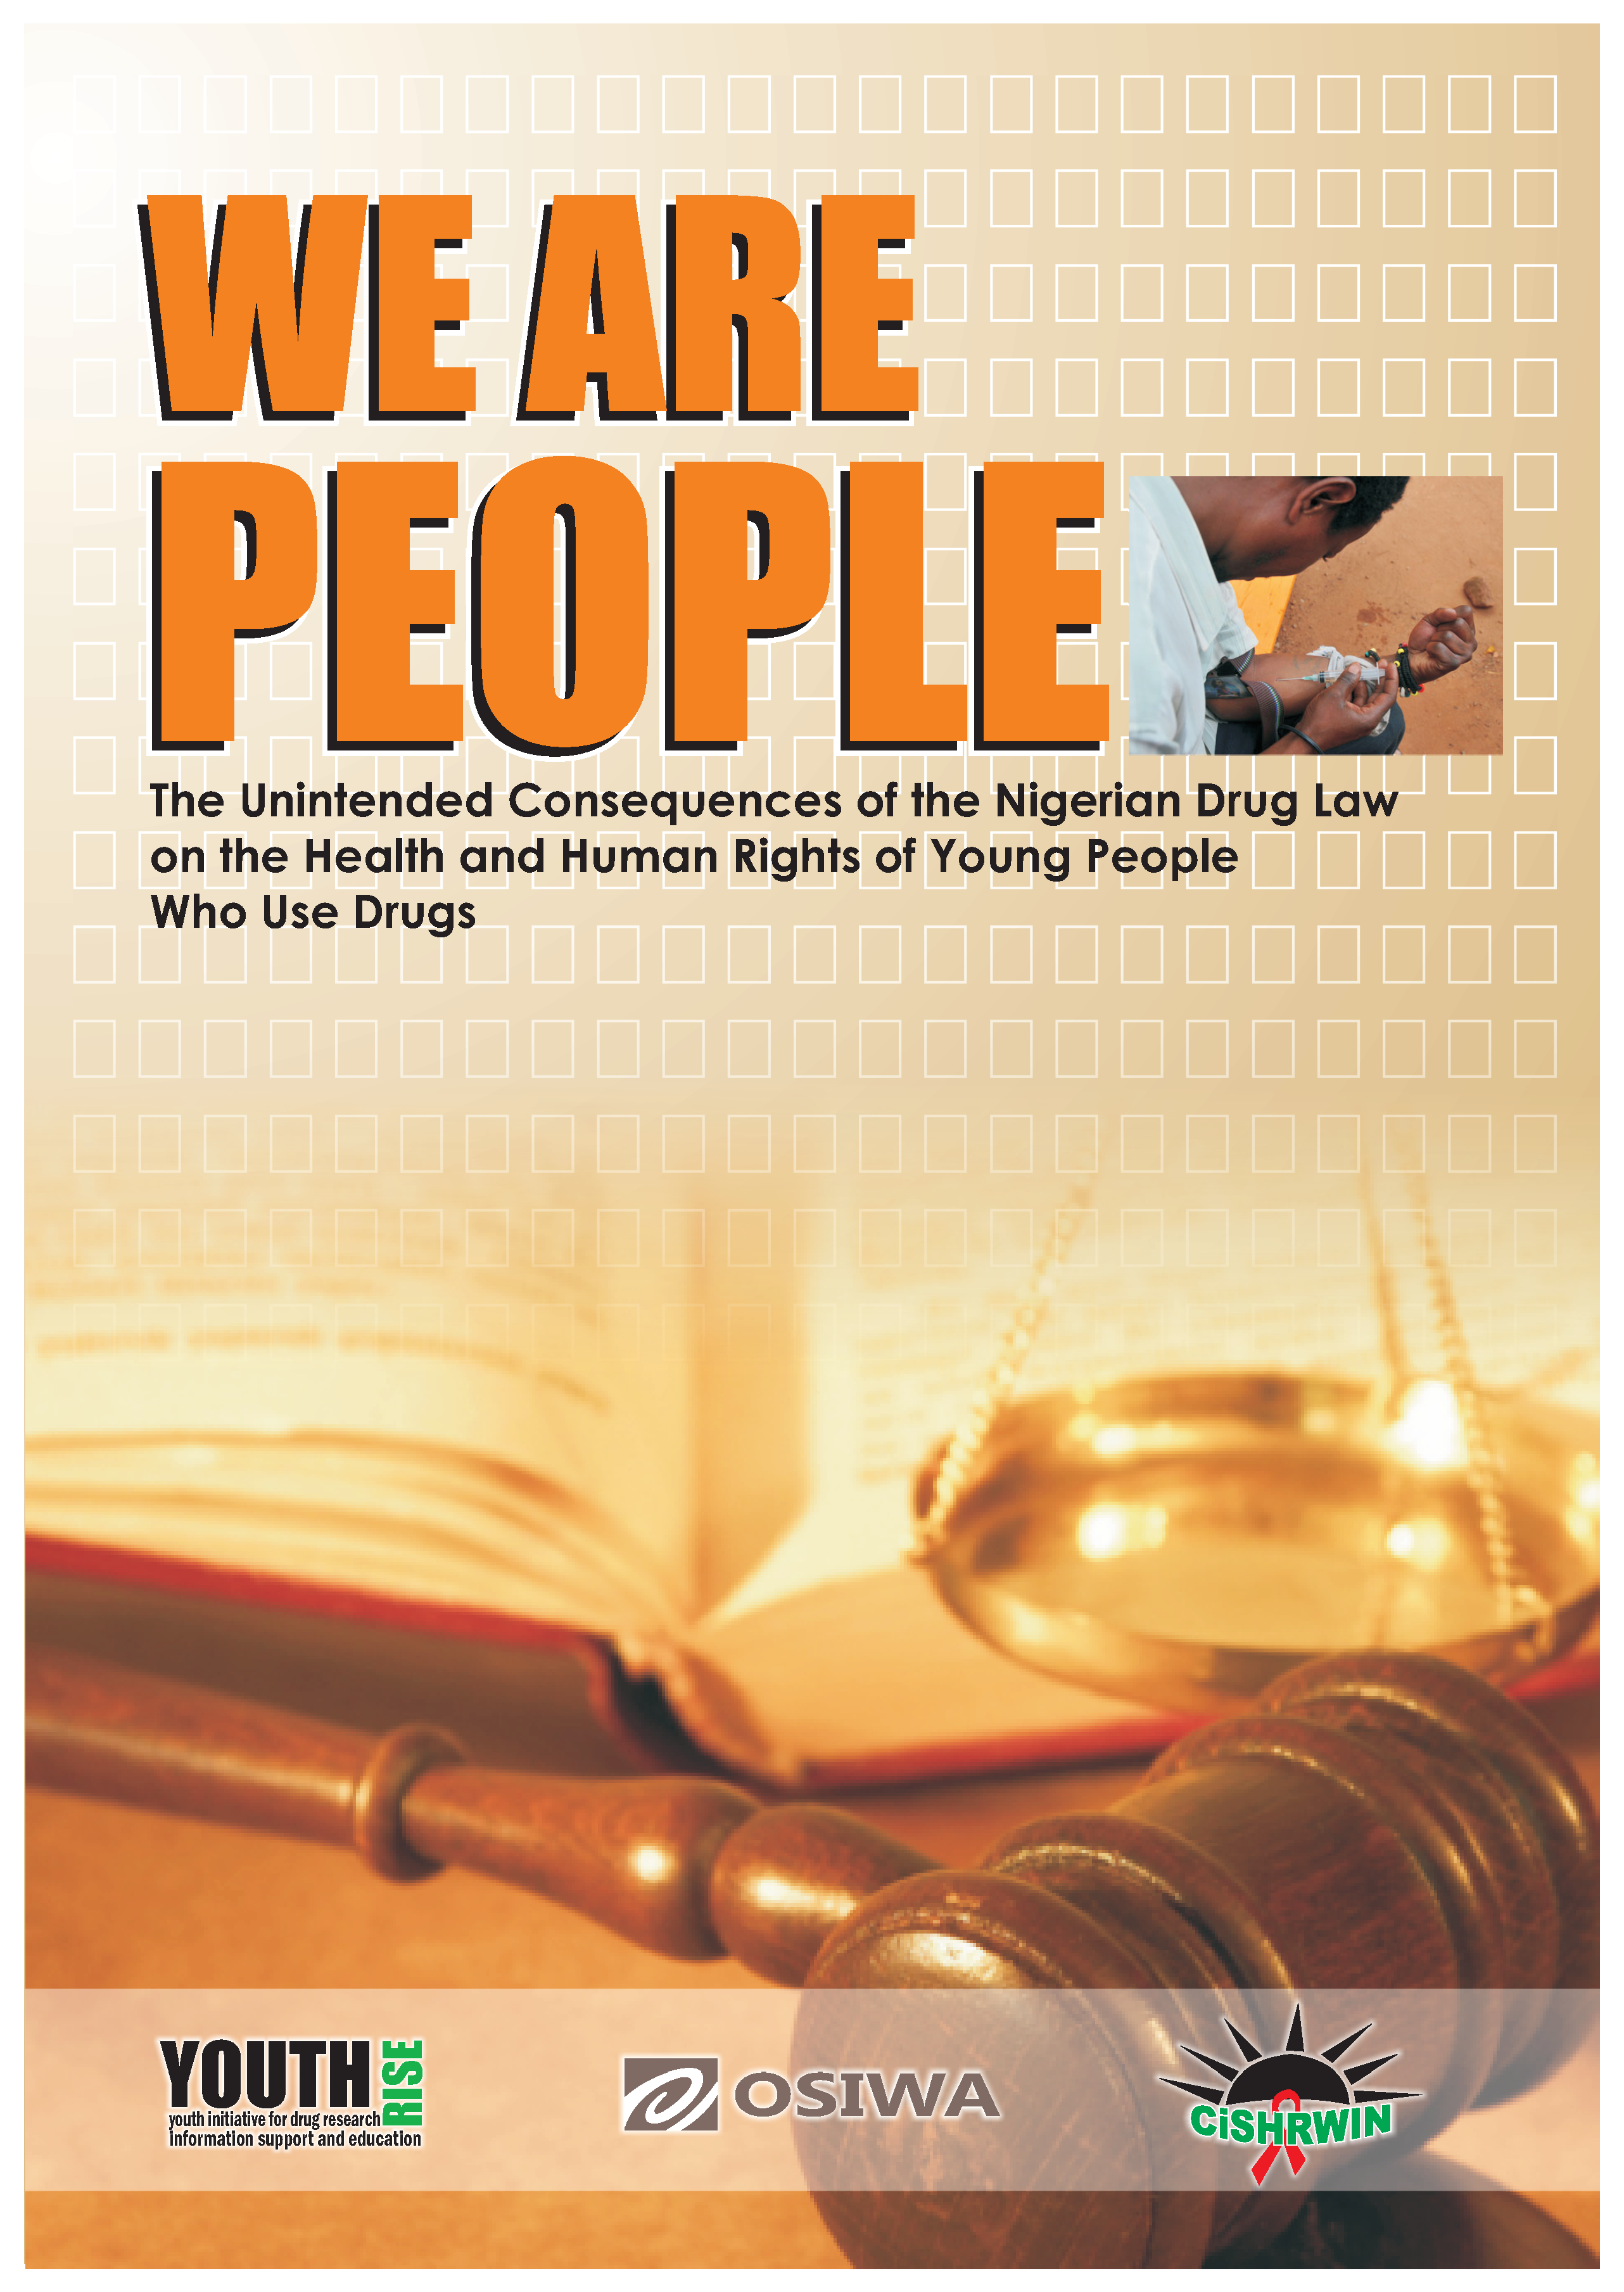 WE ARE
PEOPLE
The Unintended Consequences of the Nigerian Drug Law
on the Health and Human Rights of Young People
Who Use Drugs
YOUTH RISE
youth initiative for drug research
information support and education
OSIWA
CiSHRWIN